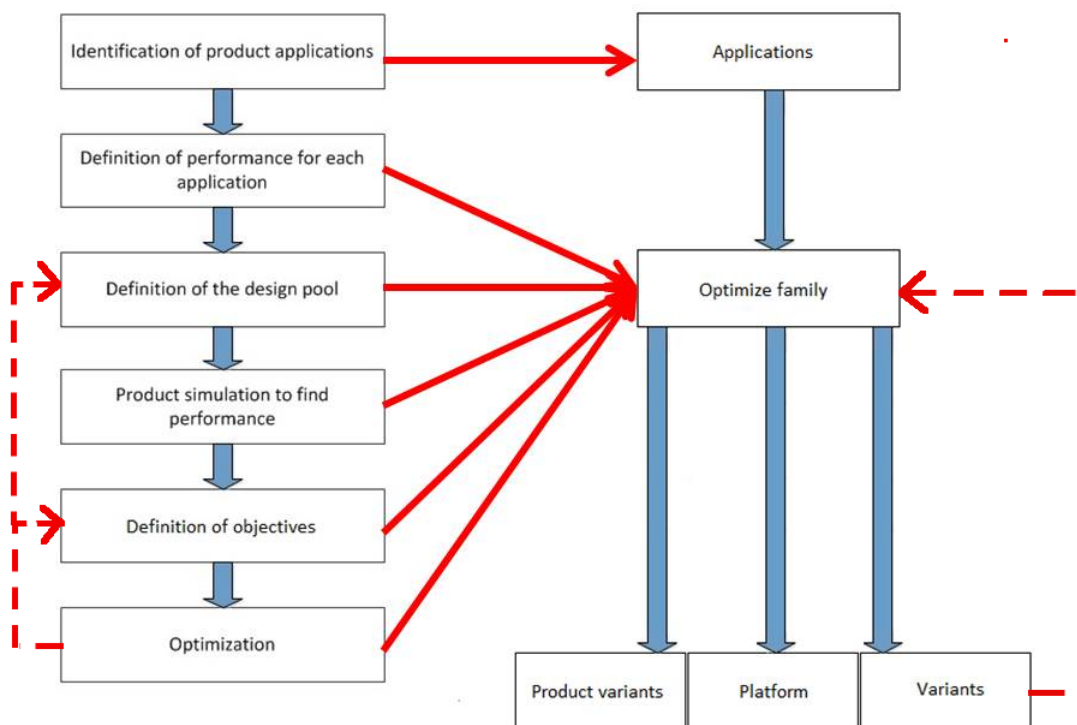 Identification of product applications
Definition of performance for each
application
Definition of the design pool
Product simulation to find
performance
Definition of objectives
Optimization
Applications
Optimize family
Product variants
Platform
Variants